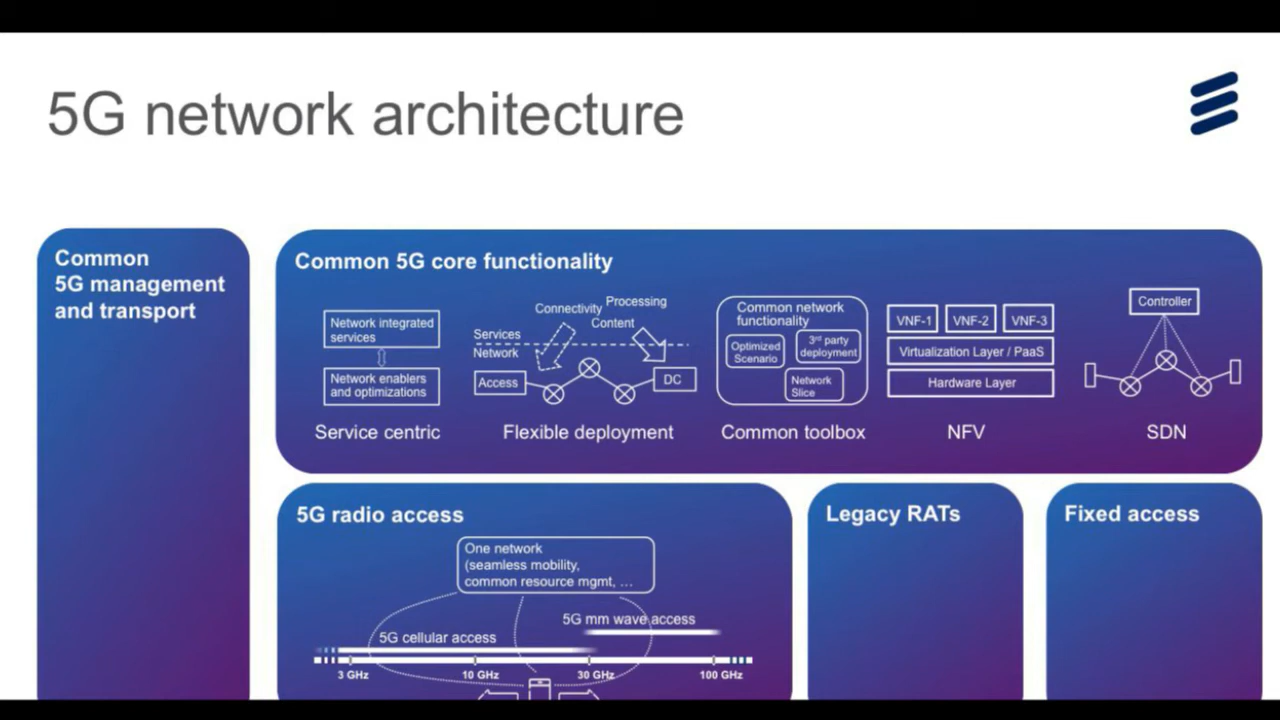 5G network architecture
Common
5G management
and transport
Common 5G core functionality
Network integrated
services
Network enablers
and optimizations
Service centric
Connectivity
Processing
Content
Services
Network
Access
DC
Flexible deployment
Common network
functionality
Optimized
Scenario
3rd party
deployment
Network
Slice
Common toolbox
VNF-1
VNF-2
VNF-3
Virtualization Layer / PaaS
Hardware Layer
NFV
Controller
SDN
5G radio access
One network
(seamless mobility,
common resource mgmt, …
5G mm wave access
5G cellular access
3 GHz
10 GHz
30 GHz
100 GHz
Legacy RATs
Fixed access